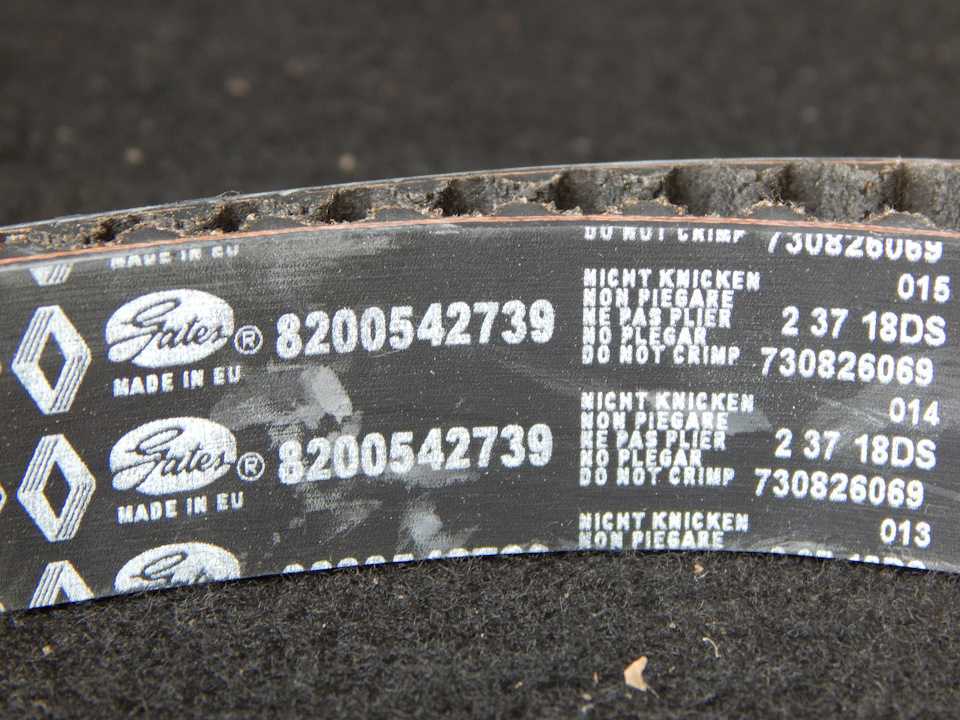 MADE IN EU
DO NOT CRIMP 730826069
Gates® 8200542739
MADE IN EU
NICHT KNICKEN
NON PIEGARE
NE PAS PLIER
NO PLEGAR
DO NOT CRIMP
015
2 37 18DS
730826069
Gates® 8200542739
MADE IN EU
NICHT KNICKEN
NON PIEGARE
NE PAS PLIER
NO PLEGAR
DO NOT CRIMP
014
2 37 18DS
730826069
Gates
NICHT KNICKEN
NON PIEGARE
013